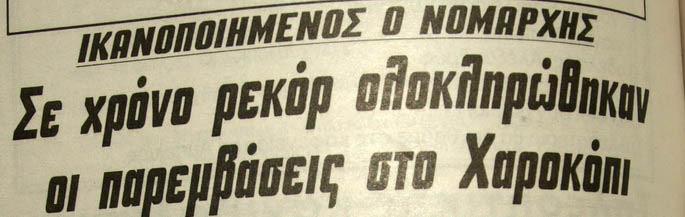 ΙΚΑΝΟΠΟΙΗΜΕΝΟΣ Ο ΝΟΜΑΡΧΗΣ
Σε χρόνο ρεκόρ ολοκληρώθηκαν
οι παρεμβάσεις στο Χαροκόπι